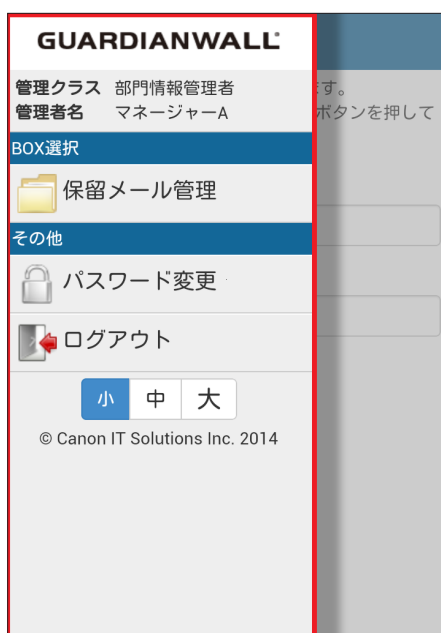 GUARDIANWALL
管理クラス 部門情報管理者
管理者名 マネージャーA
ます。
ボタンを押して
BOX選択
保留メール管理
その他
パスワード変更
ログアウト
小 中 大
© Canon IT Solutions Inc. 2014